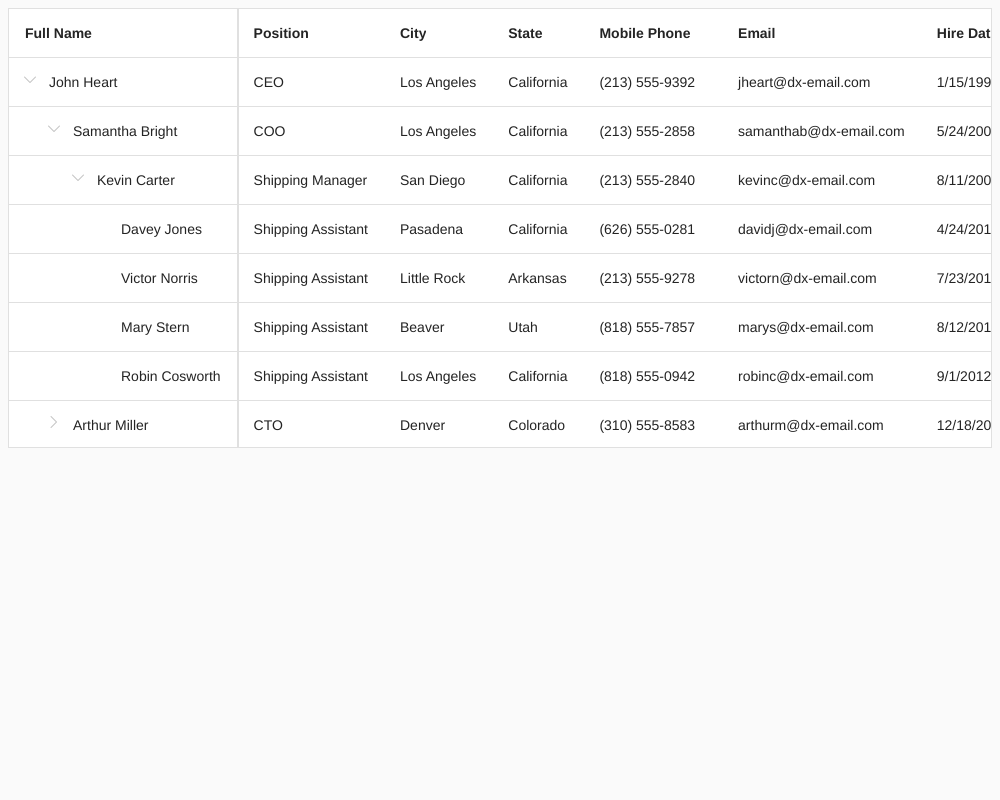 Full Name Position City State Mobile Phone Email Hire Dat
John Heart CEO Los Angeles California (213) 555-9392 jheart@dx-email.com 1/15/199
Samantha Bright COO Los Angeles California (213) 555-2858 samanthab@dx-email.com 5/24/200
Kevin Carter Shipping Manager San Diego California (213) 555-2840 kevinc@dx-email.com 8/11/200
Davey Jones Shipping Assistant Pasadena California (626) 555-0281 davidj@dx-email.com 4/24/201
Victor Norris Shipping Assistant Little Rock Arkansas (213) 555-9278 victorn@dx-email.com 7/23/201
Mary Stern Shipping Assistant Beaver Utah (818) 555-7857 marys@dx-email.com 8/12/201
Robin Cosworth Shipping Assistant Los Angeles California (818) 555-0942 robinc@dx-email.com 9/1/2012
Arthur Miller CTO Denver Colorado (310) 555-8583 arthurm@dx-email.com 12/18/20